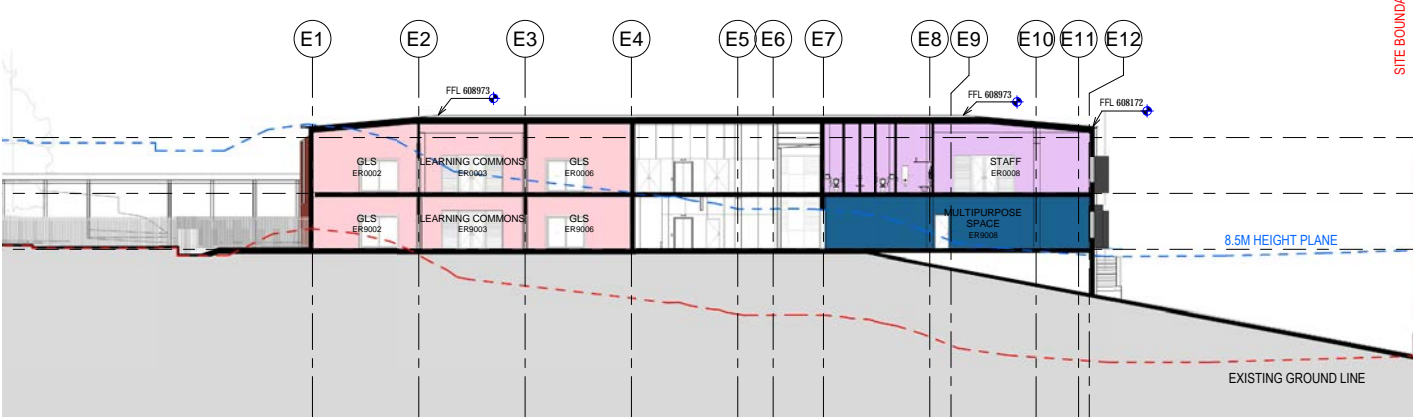 SITE BOUNDA
E1 E2 E3 E4 E5 E6 E7 E8 E9 E10 E11 E12
FFL 608973
FFL 608973
FFL 608172
GLS
ER0002
LEARNING COMMONS
ER0003
GLS
ER0006
STAFF
ER0008
GLS
ER9002
LEARNING COMMONS
ER9003
GLS
ER9006
MULTIPURPOSE
SPACE
ER9008
8.5M HEIGHT PLANE
EXISTING GROUND LINE